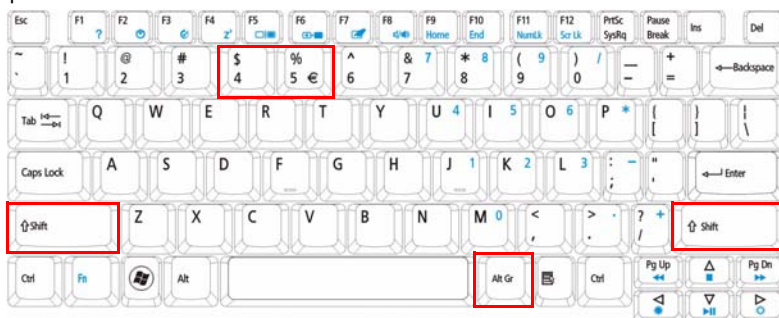 Esc F1 ? F2 F3 F4 z F5 F6 F7 F8 F9 Home F10 End F11 NumLk F12 Scr Lk PrtSc SysRq Pause Break Ins Del
~ ` ! 1 @ 2 # 3 $ 4 % 5 € ^ 6 & 7 7 * 8 8 ( 9 9 ) / 0 _ - + = Backspace
Tab Q W E R T Y U 4 I 5 O 6 P * { [ } ] | \
Caps Lock A S D F G H J 1 K 2 L 3 : - ; " ' Enter
Shift Z X C V B N M 0 < , > . . ? + / Shift
Ctrl Fn Alt Alt Gr Ctrl Pg Up Pg Dn